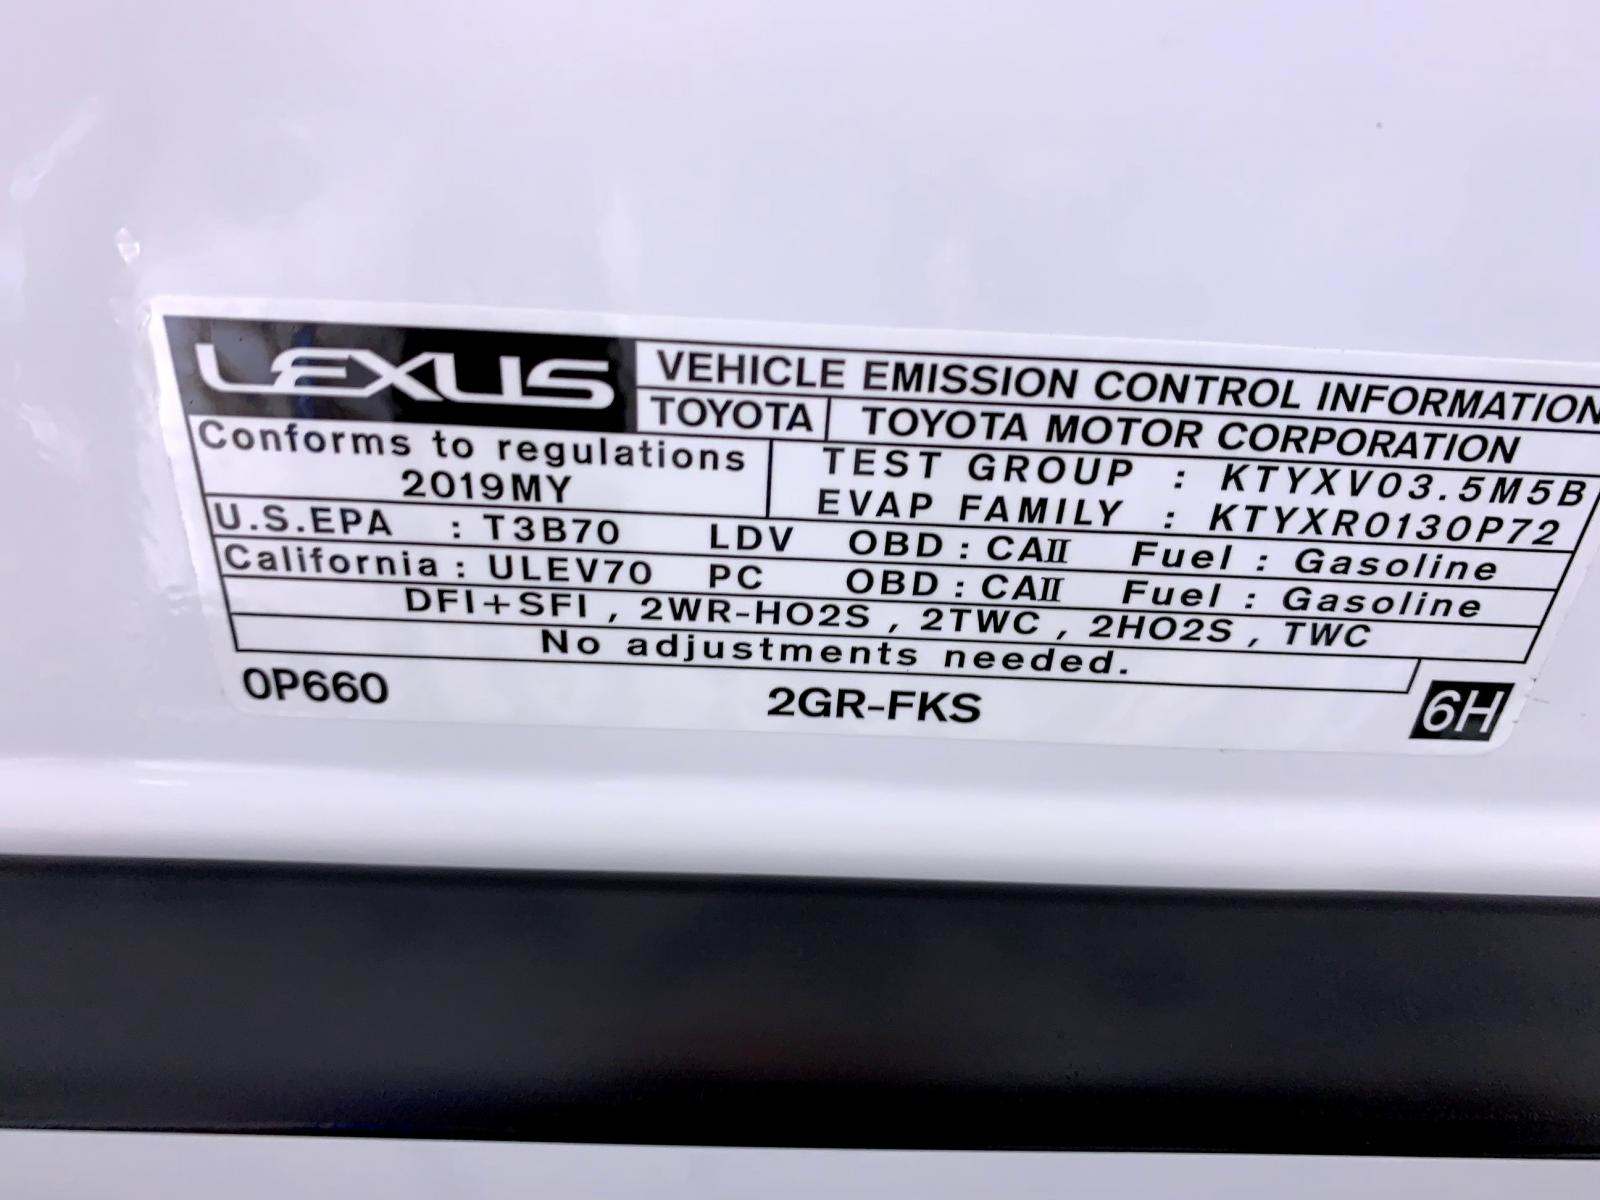 LEXUS VEHICLE EMISSION CONTROL INFORMATION
TOYOTA TOYOTA MOTOR CORPORATION
Conforms to regulations
2019MY
TEST GROUP : KTYXV03.5M5B
EVAP FAMILY : KTYXR0130P72
U.S.EPA : T3B70 LDV OBD : CAII Fuel : Gasoline
California : ULEV70 PC OBD : CAII Fuel : Gasoline
DFI+SFI , 2WR-HO2S , 2TWC , 2HO2S , TWC
No adjustments needed.
0P660 2GR-FKS 6H